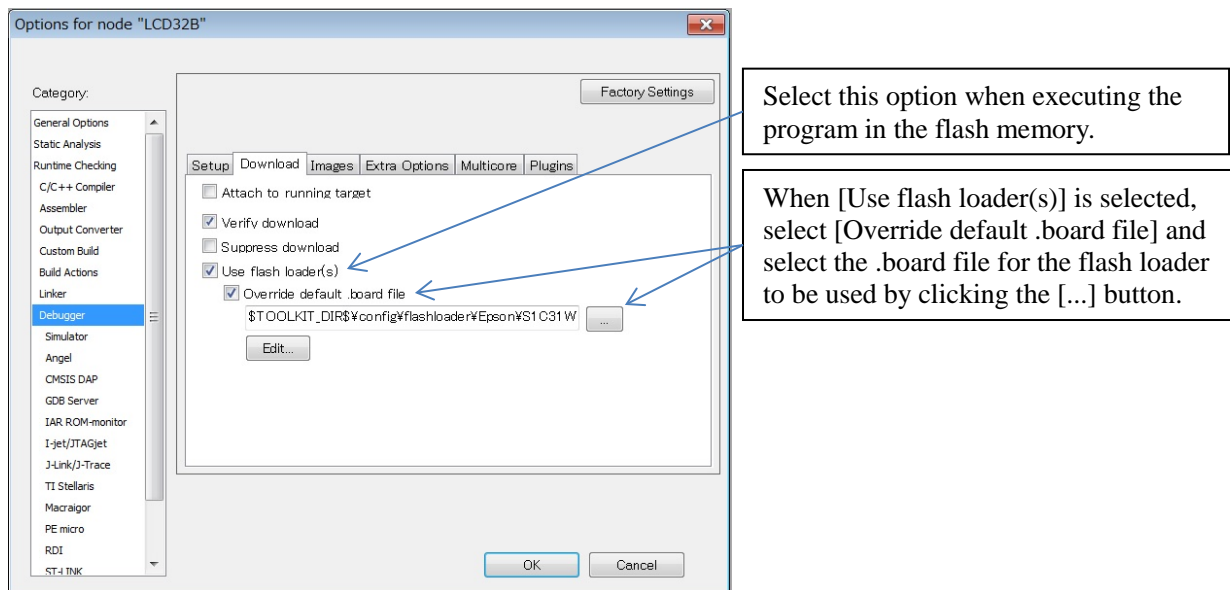 Options for node "LCD32B"
Category:
Factory Settings
General Options
Static Analysis
Runtime Checking
C/C++ Compiler
Assembler
Output Converter
Custom Build
Build Actions
Linker
Debugger
Simulator
Angel
CMSIS DAP
GDB Server
IAR ROM-monitor
I-jet/JTAGjet
J-Link/J-Trace
TI Stellaris
Macraigor
PE micro
RDI
ST-LINK
Setup Download Images Extra Options Multicore Plugins
Attach to running target
Verify download
Suppress download
Use flash loader(s)
Override default .board file
$TOOLKIT_DIR$¥config¥flashloader¥Epson¥S1C31W
...
Edit...
OK Cancel
Select this option when executing the
program in the flash memory.
When [Use flash loader(s)] is selected,
select [Override default .board file] and
select the .board file for the flash loader
to be used by clicking the [...] button.